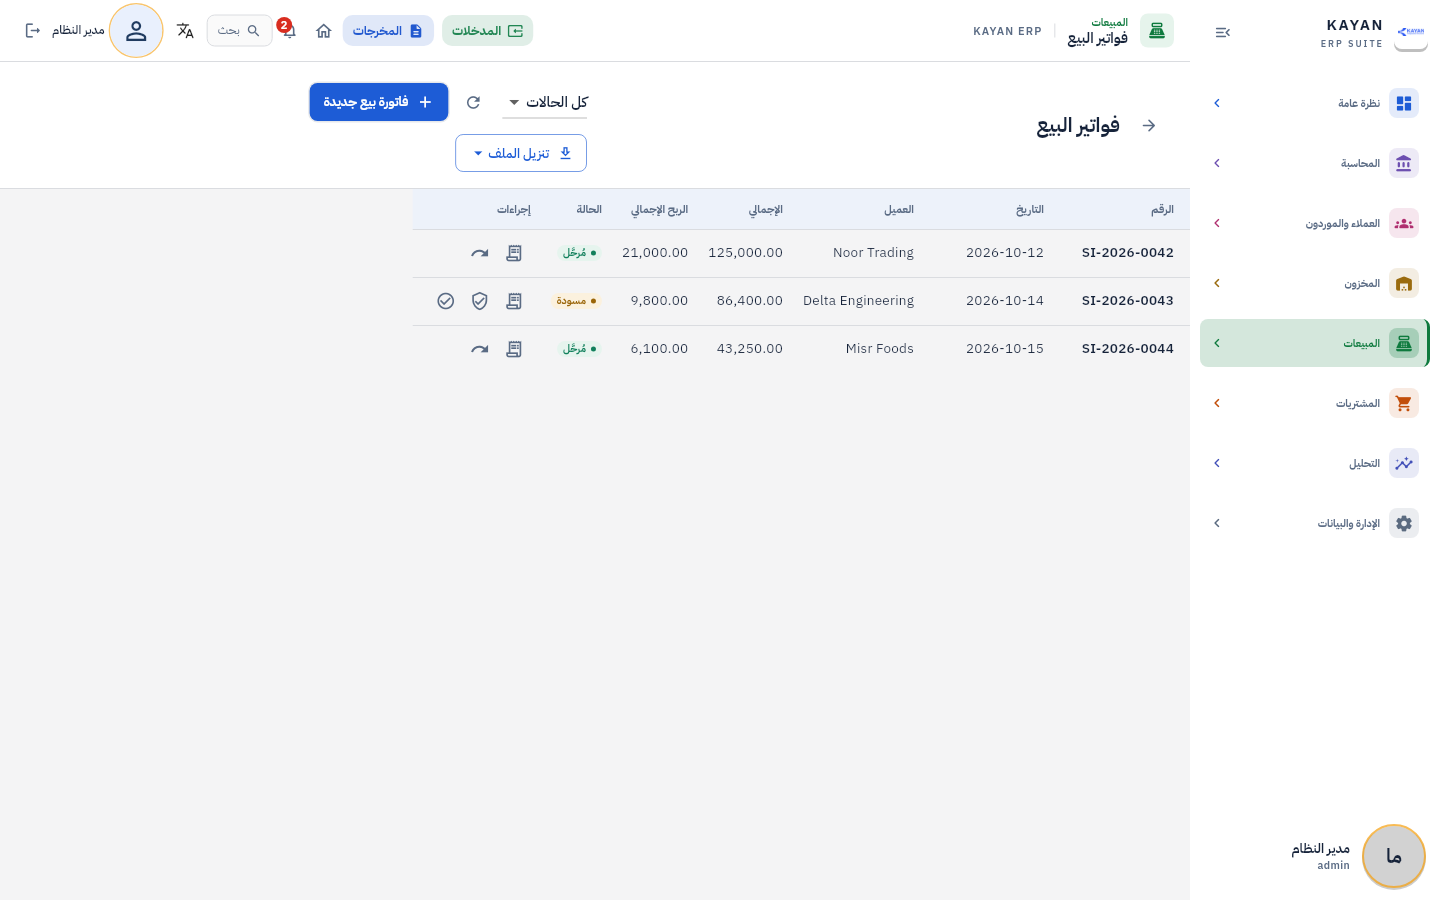 KAYAN
ERP SUITE
KAYAN
نظرة عامة
المحاسبة
العملاء والموردون
المخزون
المبيعات
المشتريات
التحليل
الإدارة والبيانات
ما
مدير النظام
admin
المبيعات
فواتير البيع
KAYAN ERP
المدخلات
المخرجات
2
بحث
مدير النظام
فواتير البيع
كل الحالات
فاتورة بيع جديدة
تنزيل الملف
الرقم التاريخ العميل الإجمالي الربح الإجمالي الحالة إجراءات
SI-2026-0042 2026-10-12 Noor Trading 125,000.00 21,000.00 مُرحَّل
SI-2026-0043 2026-10-14 Delta Engineering 86,400.00 9,800.00 مسودة
SI-2026-0044 2026-10-15 Misr Foods 43,250.00 6,100.00 مُرحَّل